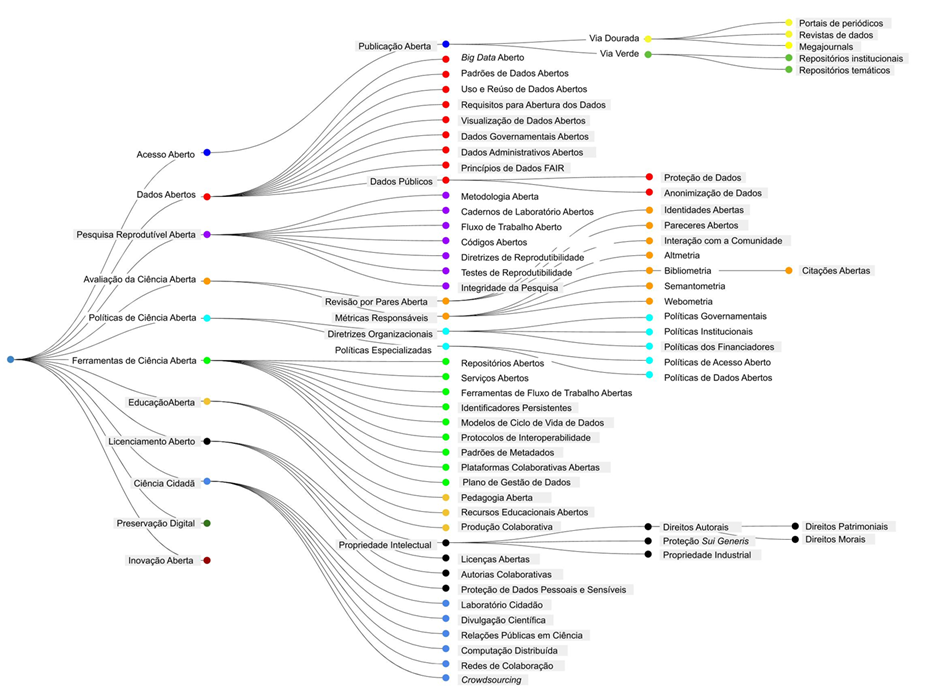 Acesso Aberto
Dados Abertos
Pesquisa Reprodutível Aberta
Avaliação da Ciência Aberta
Políticas de Ciência Aberta
Ferramentas de Ciência Aberta
EducaçãoAberta
Licenciamento Aberto
Ciência Cidadã
Preservação Digital
Inovação Aberta
Publicação Aberta
Big Data Aberto
Padrões de Dados Abertos
Uso e Reúso de Dados Abertos
Requisitos para Abertura dos Dados
Visualização de Dados Abertos
Dados Governamentais Abertos
Dados Administrativos Abertos
Princípios de Dados FAIR
Dados Públicos
Metodologia Aberta
Cadernos de Laboratório Abertos
Fluxo de Trabalho Aberto
Códigos Abertos
Diretrizes de Reprodutibilidade
Testes de Reprodutibilidade
Integridade da Pesquisa
Revisão por Pares Aberta
Métricas Responsáveis
Diretrizes Organizacionais
Políticas Especializadas
Repositórios Abertos
Serviços Abertos
Ferramentas de Fluxo de Trabalho Abertas
Identificadores Persistentes
Modelos de Ciclo de Vida de Dados
Protocolos de Interoperabilidade
Padrões de Metadados
Plataformas Colaborativas Abertas
Plano de Gestão de Dados
Pedagogia Aberta
Recursos Educacionais Abertos
Produção Colaborativa
Propriedade Intelectual
Licenças Abertas
Autorias Colaborativas
Proteção de Dados Pessoais e Sensíveis
Laboratório Cidadão
Divulgação Científica
Relações Públicas em Ciência
Computação Distribuída
Redes de Colaboração
Crowdsourcing
Via Dourada
Via Verde
Proteção de Dados
Anonimização de Dados
Identidades Abertas
Pareceres Abertos
Interação com a Comunidade
Altmetria
Bibliometria
Semantometria
Webometria
Políticas Governamentais
Políticas Institucionais
Políticas dos Financiadores
Políticas de Acesso Aberto
Políticas de Dados Abertos
Direitos Autorais
Proteção Sui Generis
Propriedade Industrial
Portais de periódicos
Revistas de dados
Megajournals
Repositórios institucionais
Repositórios temáticos
Citações Abertas
Direitos Patrimoniais
Direitos Morais